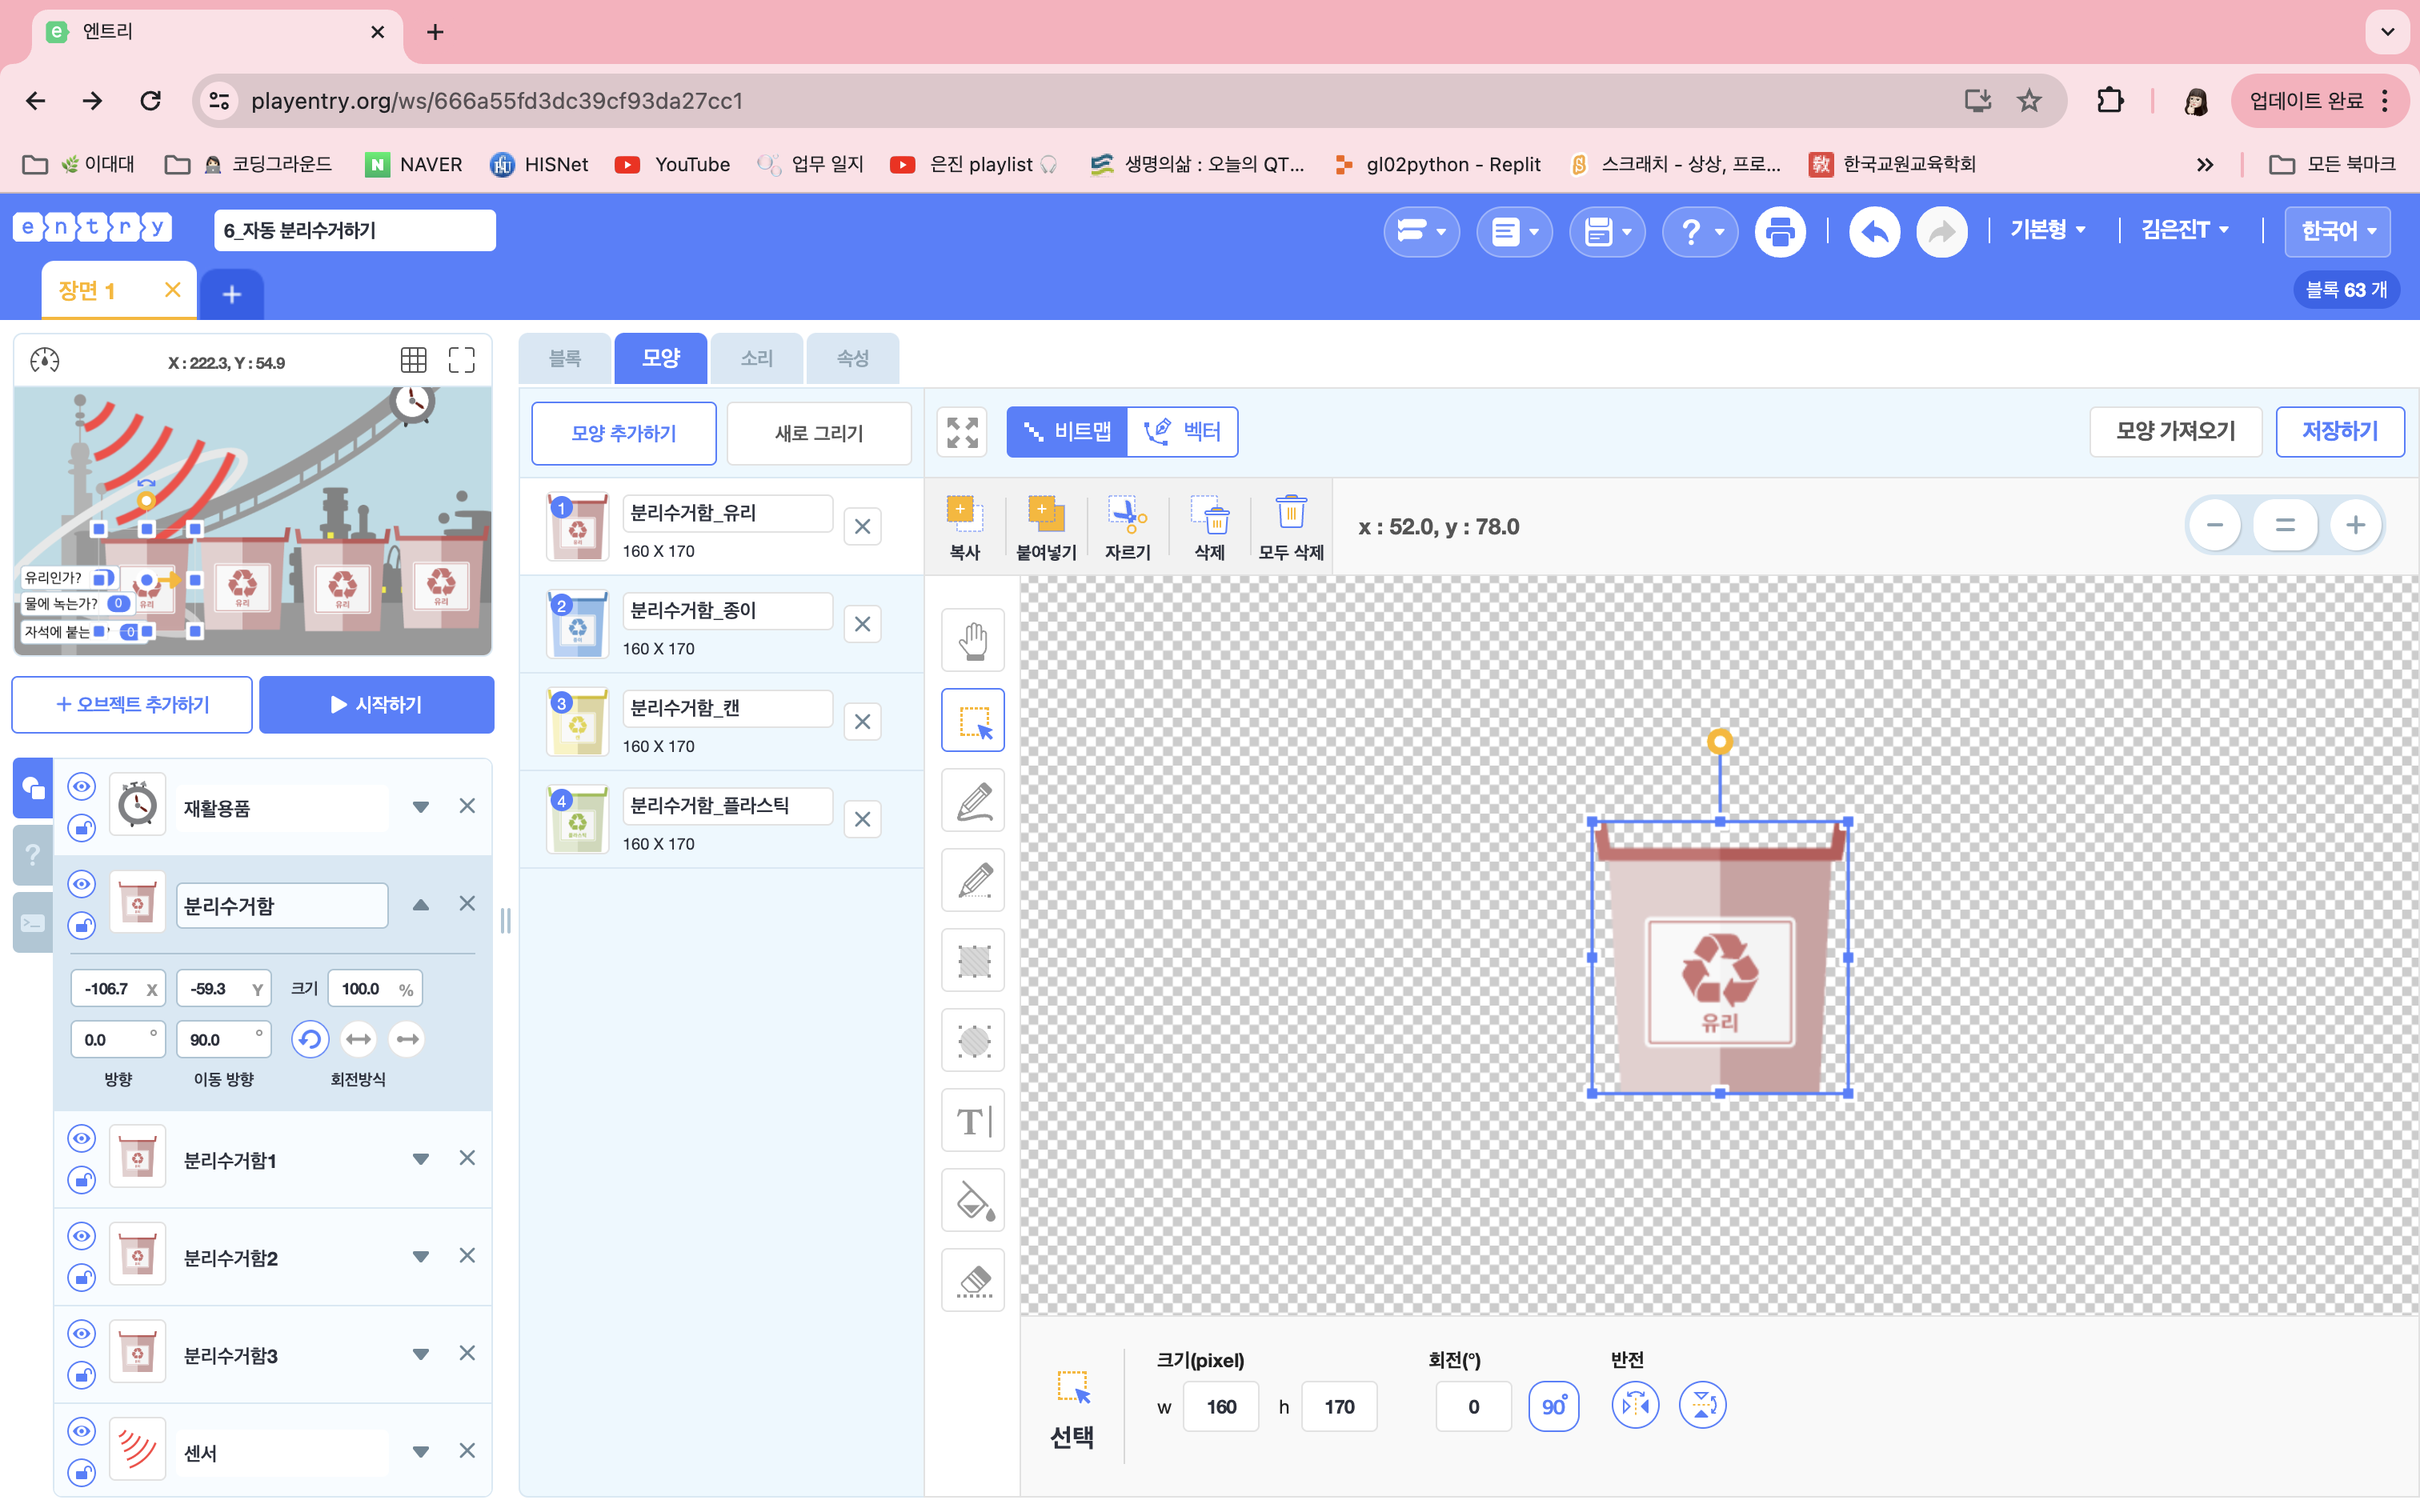 엔트리
playentry.org/ws/666a55fd3dc39cf93da27cc1
업데이트 완료
이대대
코딩그라운드
NAVER
HISNet
YouTube
업무 일지
은진 playlist
생명의삶 : 오늘의 QT...
gl02python - Replit
스크래치 - 상상, 프로...
한국교원교육학회
모든 북마크
entry
6_자동 분리수거하기
기본형
김은진T
한국어
장면 1
블록 63 개
X : 222.3, Y : 54.9
블록
모양
소리
속성
모양 추가하기
새로 그리기
비트맵
벡터
모양 가져오기
저장하기
유리인가?
물에 녹는가? 0
자석에 붙는 0
유리
유리
유리
유리
1
분리수거함_유리
160 X 170
2
분리수거함_종이
160 X 170
3
분리수거함_캔
160 X 170
4
분리수거함_플라스틱
160 X 170
복사
붙여넣기
자르기
삭제
모두 삭제
x : 52.0, y : 78.0
+ 오브젝트 추가하기
시작하기
재활용품
분리수거함
-106.7 X
-59.3 Y
크기 100.0 %
0.0 °
90.0 °
방향
이동 방향
회전방식
분리수거함1
분리수거함2
분리수거함3
센서
유리
T
선택
크기(pixel)
w 160
h 170
회전(°)
0
90°
반전